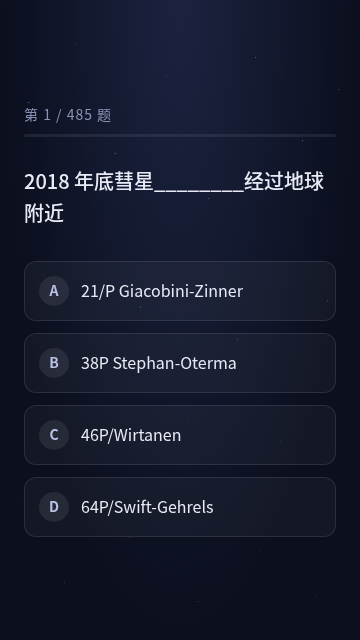 第 1 / 485 题
2018 年底彗星_________经过地球
附近
A 21/P Giacobini-Zinner
B 38P Stephan-Oterma
C 46P/Wirtanen
D 64P/Swift-Gehrels